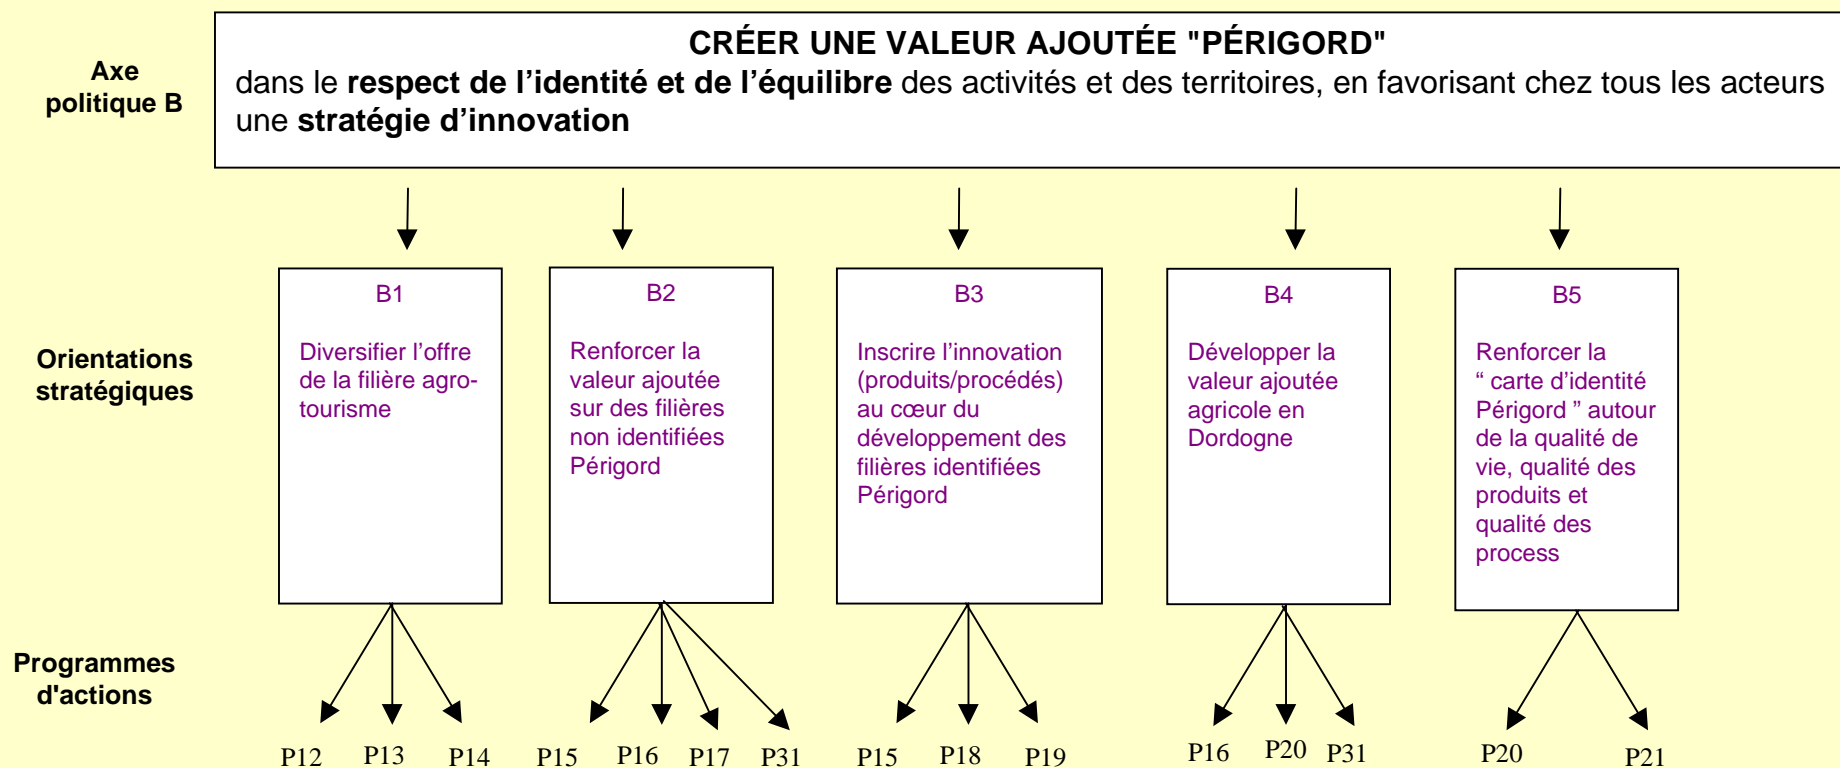 Axe
politique B
CRÉER UNE VALEUR AJOUTÉE "PÉRIGORD"
dans le respect de l’identité et de l’équilibre des activités et des territoires, en favorisant chez tous les acteurs
une stratégie d’innovation
Orientations
stratégiques
B1
Diversifier l’offre
de la filière agro-
tourisme
B2
Renforcer la
valeur ajoutée
sur des filières
non identifiées
Périgord
B3
Inscrire l’innovation
(produits/procédés)
au cœur du
développement des
filières identifiées
Périgord
B4
Développer la
valeur ajoutée
agricole en
Dordogne
B5
Renforcer la
“ carte d’identité
Périgord ” autour
de la qualité de
vie, qualité des
produits et
qualité des
process
Programmes
d'actions
P12 P13 P14 P15 P16 P17 P31 P15 P18 P19 P16 P20 P31 P20 P21